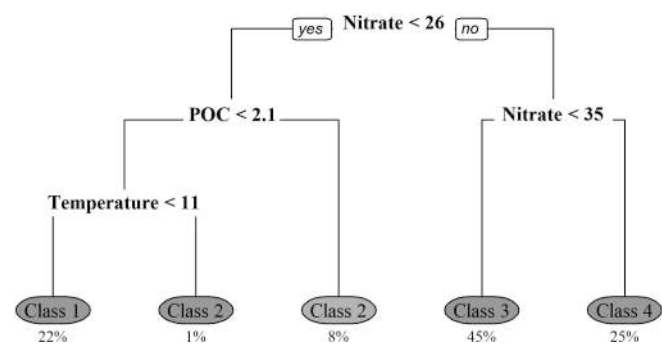 yes Nitrate < 26 no
POC < 2.1 Nitrate < 35
Temperature < 11
Class 1 Class 2 Class 2 Class 3 Class 4
22% 1% 8% 45% 25%